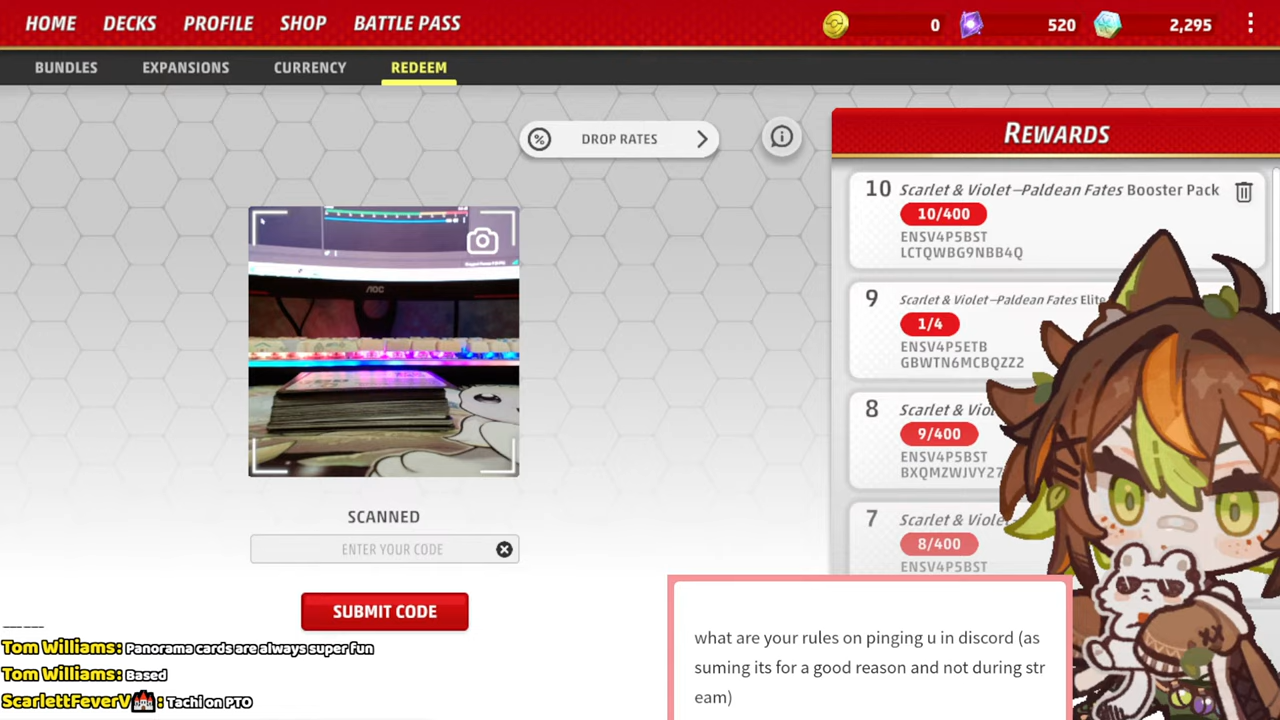 HOME DECKS PROFILE SHOP BATTLE PASS 0 520 2,295
BUNDLES EXPANSIONS CURRENCY REDEEM
DROP RATES
AOC
SCANNED
ENTER YOUR CODE
SUBMIT CODE
REWARDS
10 Scarlet & Violet—Paldean Fates Booster Pack
10/400
ENSV4P5BST
LCTQWBG9NBB4Q
9 Scarlet & Violet—Paldean Fates Elite
1/4
ENSV4P5ETB
GBWTN6MCBQZZ2
8 Scarlet & Viol
9/400
ENSV4P5BST
BXQMZWJVY27
7 Scarlet & Violet—
8/400
ENSV4P5BST
Tom Williams: Panorama cards are always super fun
Tom Williams: Based
ScarlettFeverV: Tachi on PTO
what are your rules on pinging u in discord (as
suming its for a good reason and not during str
eam)